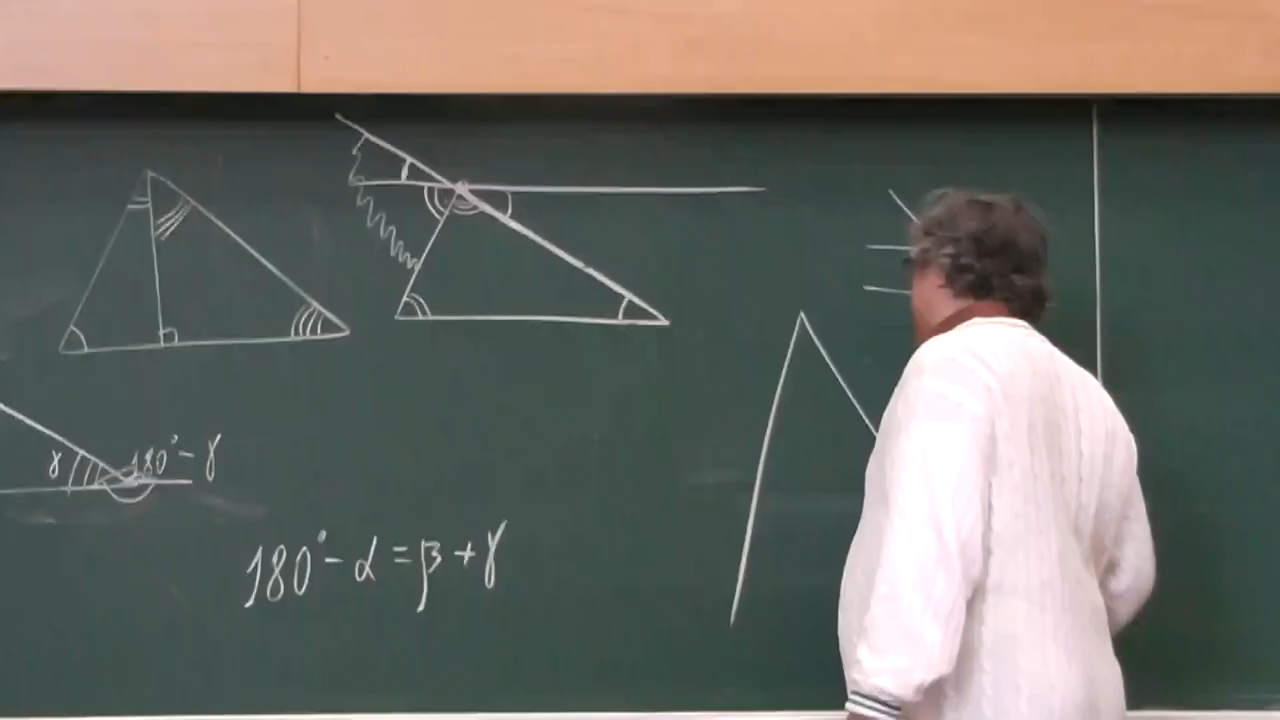 γ 180° - γ
180° - α = β + γ